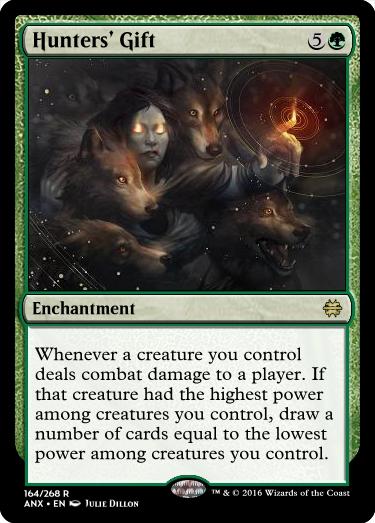 Hunters' Gift 5
Enchantment
Whenever a creature you control
deals combat damage to a player. If
that creature had the highest power
among creatures you control, draw a
number of cards equal to the lowest
power among creatures you control.
164/268 R
ANX • EN Julie Dillon
™ & © 2016 Wizards of the Coast